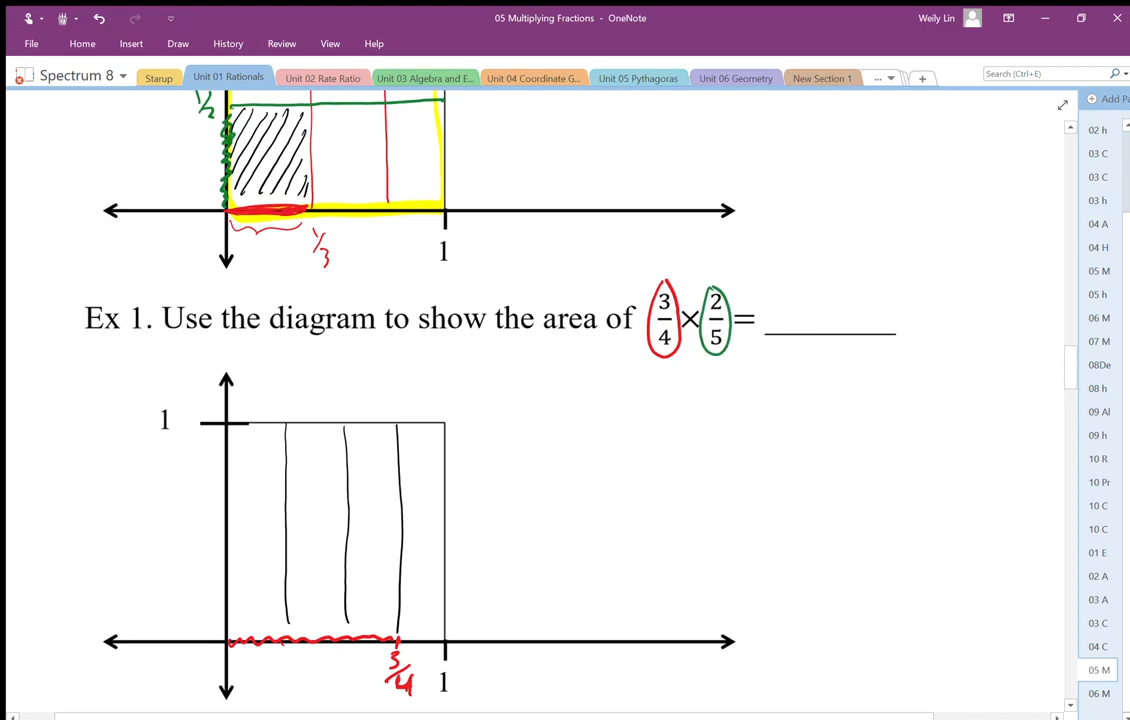 05 Multiplying Fractions - OneNote
Weily Lin
File Home Insert Draw History Review View Help
Spectrum 8
Starup
Unit 01 Rationals
Unit 02 Rate Ratio
Unit 03 Algebra and E...
Unit 04 Coordinate G...
Unit 05 Pythagoras
Unit 06 Geometry
New Section 1
...
Search (Ctrl+E)
Add Pa
02 h
03 C
03 C
03 h
04 A
04 H
05 M
05 h
06 M
07 M
08De
08 h
09 Al
09 h
10 R
10 Pr
10 C
10 C
01 E
02 A
03 A
03 C
04 C
05 M
06 M
1/2
1/3
1
Ex 1. Use the diagram to show the area of 3/4 × 2/5 = ________
1
3/4
1